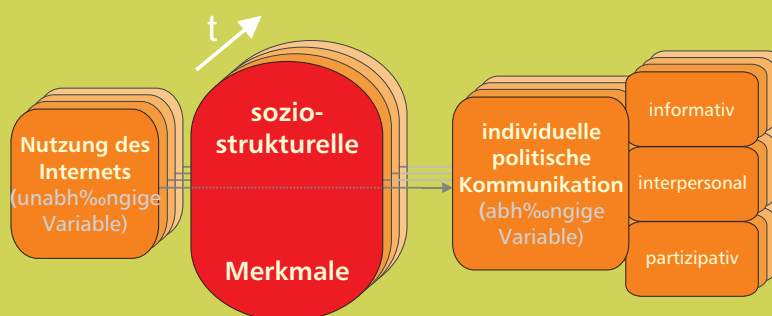 t
Nutzung des
Internets
(unabh‰ngige
Variable)
sozio-
strukturelle
Merkmale
individuelle
politische
Kommunikation
(abh‰ngige
Variable)
informativ
interpersonal
partizipativ